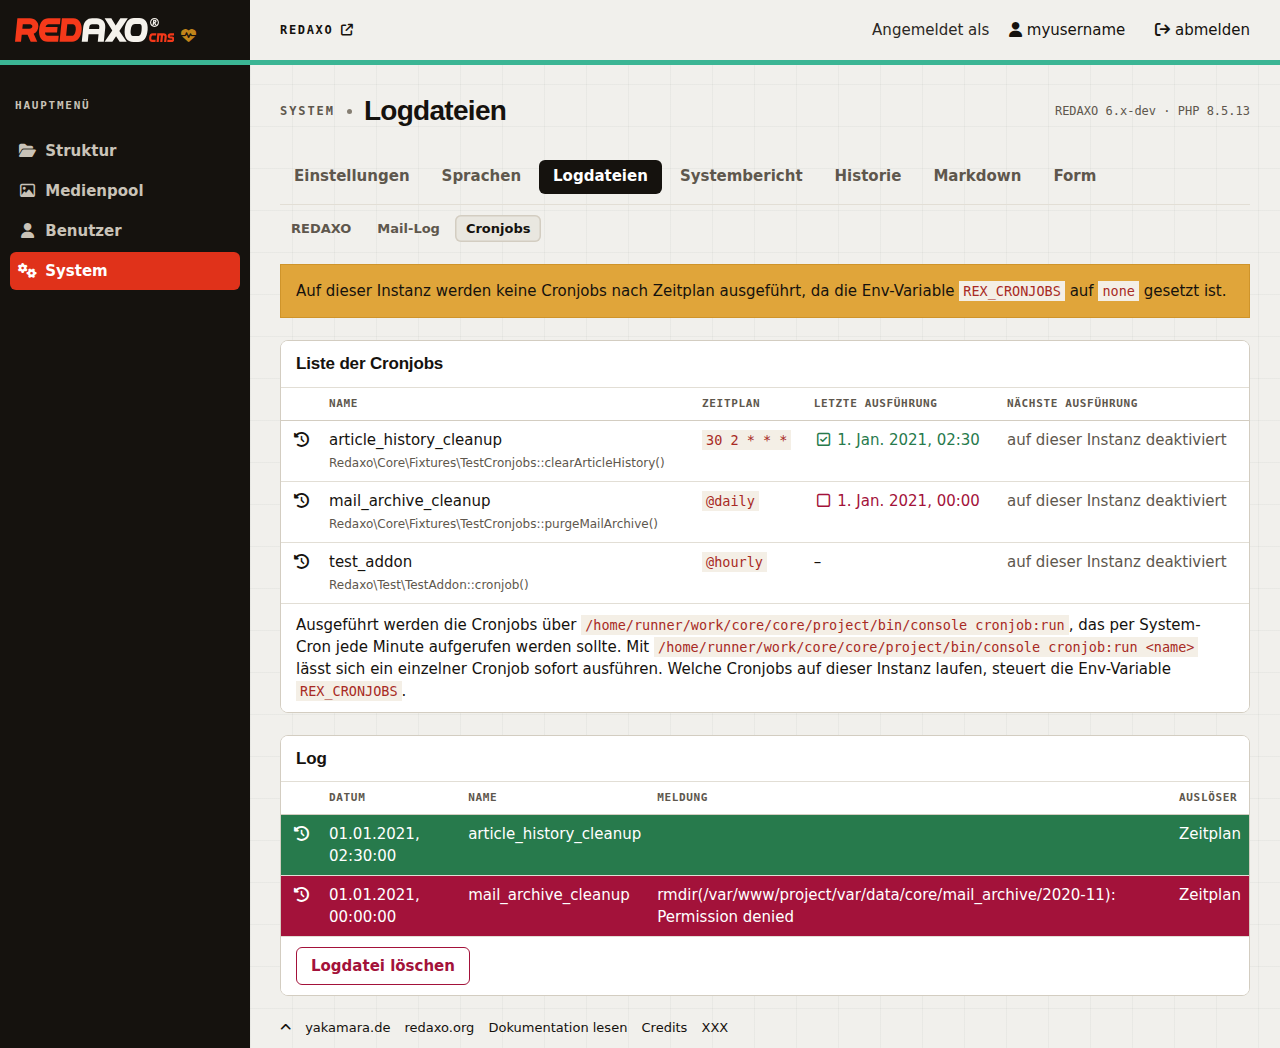 REDAXO® cms
REDAXO
Angemeldet als myusername abmelden
HAUPTMENÜ
Struktur
Medienpool
Benutzer
System
SYSTEM • Logdateien
REDAXO 6.x-dev · PHP 8.5.13
Einstellungen Sprachen Logdateien Systembericht Historie Markdown Form
REDAXO Mail-Log Cronjobs
Auf dieser Instanz werden keine Cronjobs nach Zeitplan ausgeführt, da die Env-Variable REX_CRONJOBS auf none gesetzt ist.
Liste der Cronjobs
NAME ZEITPLAN LETZTE AUSFÜHRUNG NÄCHSTE AUSFÜHRUNG
article_history_cleanup 30 2 * * * 1. Jan. 2021, 02:30 auf dieser Instanz deaktiviert
Redaxo\Core\Fixtures\TestCronjobs::clearArticleHistory()
mail_archive_cleanup @daily 1. Jan. 2021, 00:00 auf dieser Instanz deaktiviert
Redaxo\Core\Fixtures\TestCronjobs::purgeMailArchive()
test_addon @hourly – auf dieser Instanz deaktiviert
Redaxo\Test\TestAddon::cronjob()
Ausgeführt werden die Cronjobs über /home/runner/work/core/core/project/bin/console cronjob:run, das per System-
Cron jede Minute aufgerufen werden sollte. Mit /home/runner/work/core/core/project/bin/console cronjob:run <name>
lässt sich ein einzelner Cronjob sofort ausführen. Welche Cronjobs auf dieser Instanz laufen, steuert die Env-Variable
REX_CRONJOBS.
Log
DATUM NAME MELDUNG AUSLÖSER
01.01.2021, article_history_cleanup Zeitplan
02:30:00
01.01.2021, mail_archive_cleanup rmdir(/var/www/project/var/data/core/mail_archive/2020-11): Zeitplan
00:00:00 Permission denied
Logdatei löschen
yakamara.de redaxo.org Dokumentation lesen Credits XXX